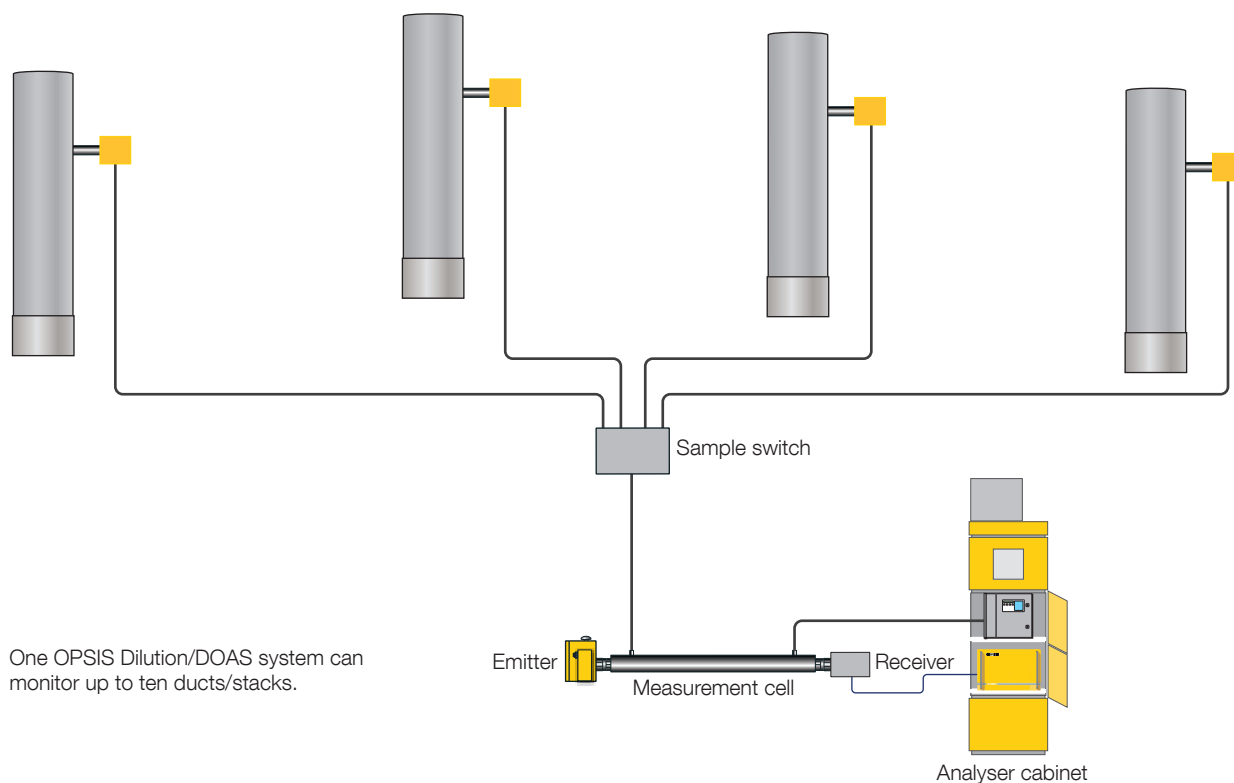 Sample switch
Emitter
Receiver
Measurement cell
One OPSIS Dilution/DOAS system can
monitor up to ten ducts/stacks.
Analyser cabinet